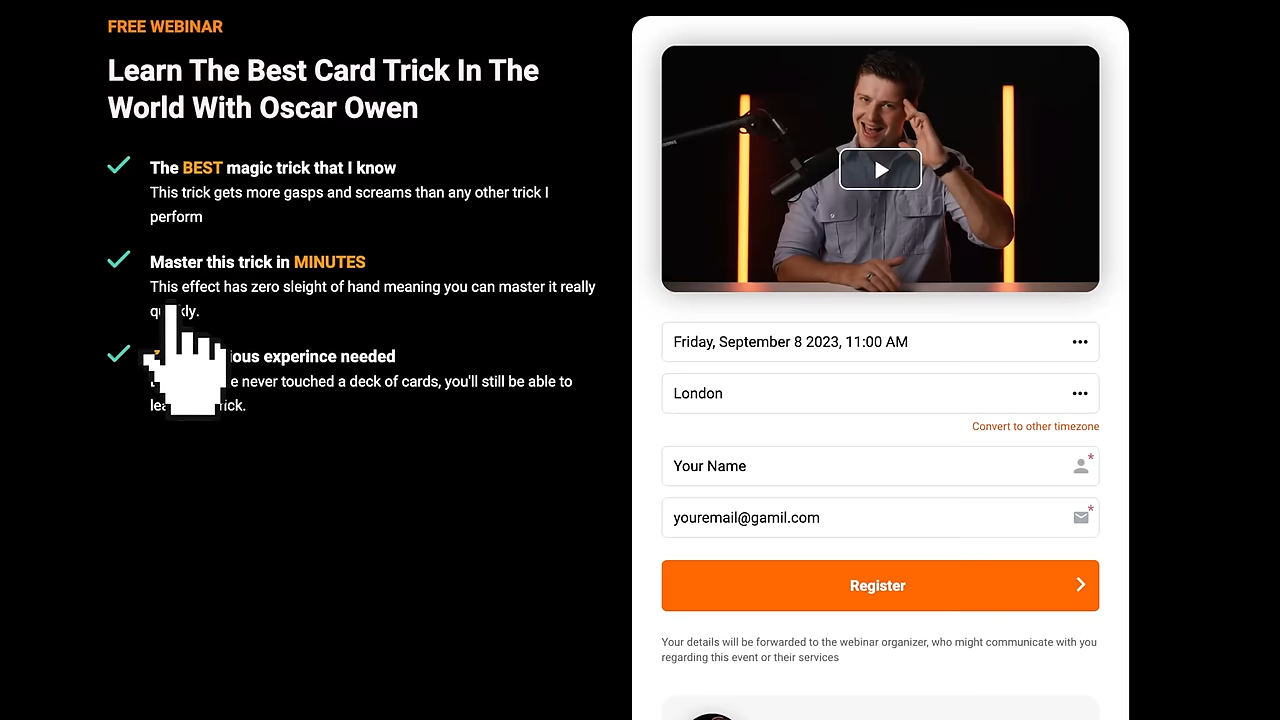 FREE WEBINAR
Learn The Best Card Trick In The
World With Oscar Owen
The BEST magic trick that I know
This trick gets more gasps and screams than any other trick I
perform
Master this trick in MINUTES
This effect has zero sleight of hand meaning you can master it really
experince needed
never touched a deck of cards, you'll still be able to
Friday, September 8 2023, 11:00 AM
London
Convert to other timezone
Your Name
youremail@gamil.com
Register
Your details will be forwarded to the webinar organizer, who might communicate with you
regarding this event or their services